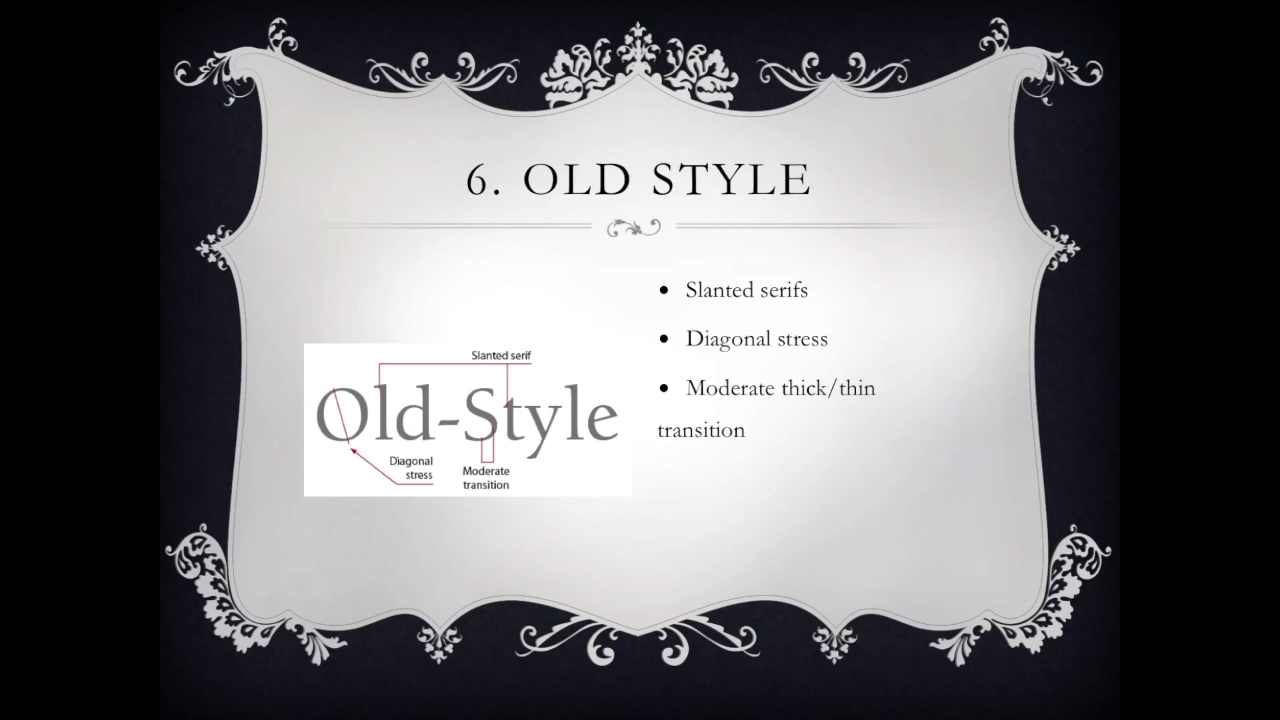 6. OLD STYLE
Slanted serif
Old-Style
Diagonal
stress
Moderate
transition
• Slanted serifs
• Diagonal stress
• Moderate thick/thin
transition